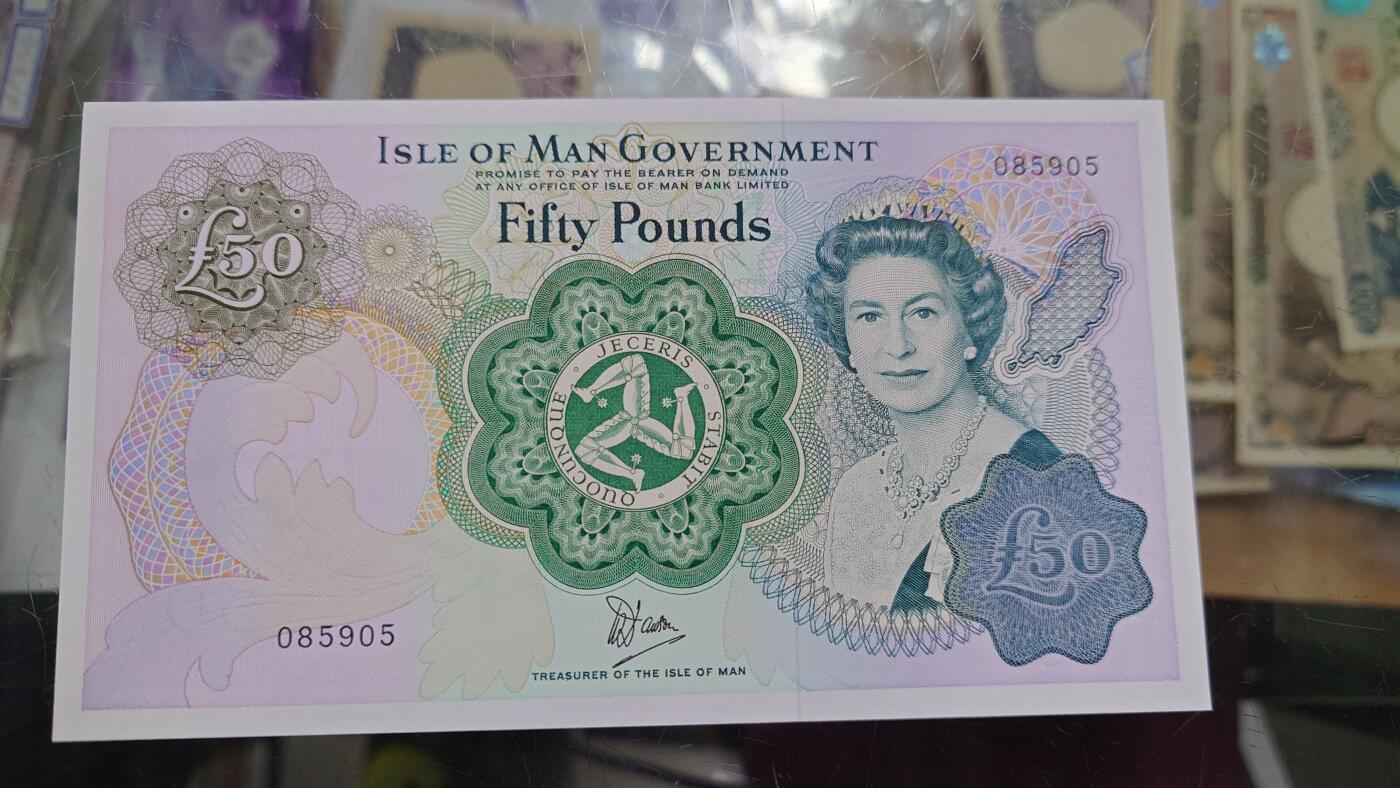 ISLE OF MAN GOVERNMENT
PROMISE TO PAY THE BEARER ON DEMAND
AT ANY OFFICE OF ISLE OF MAN BANK LIMITED
Fifty Pounds
085905
£50
QUOCUNQUE · JECERIS · STABIT ·
£50
085905
TREASURER OF THE ISLE OF MAN